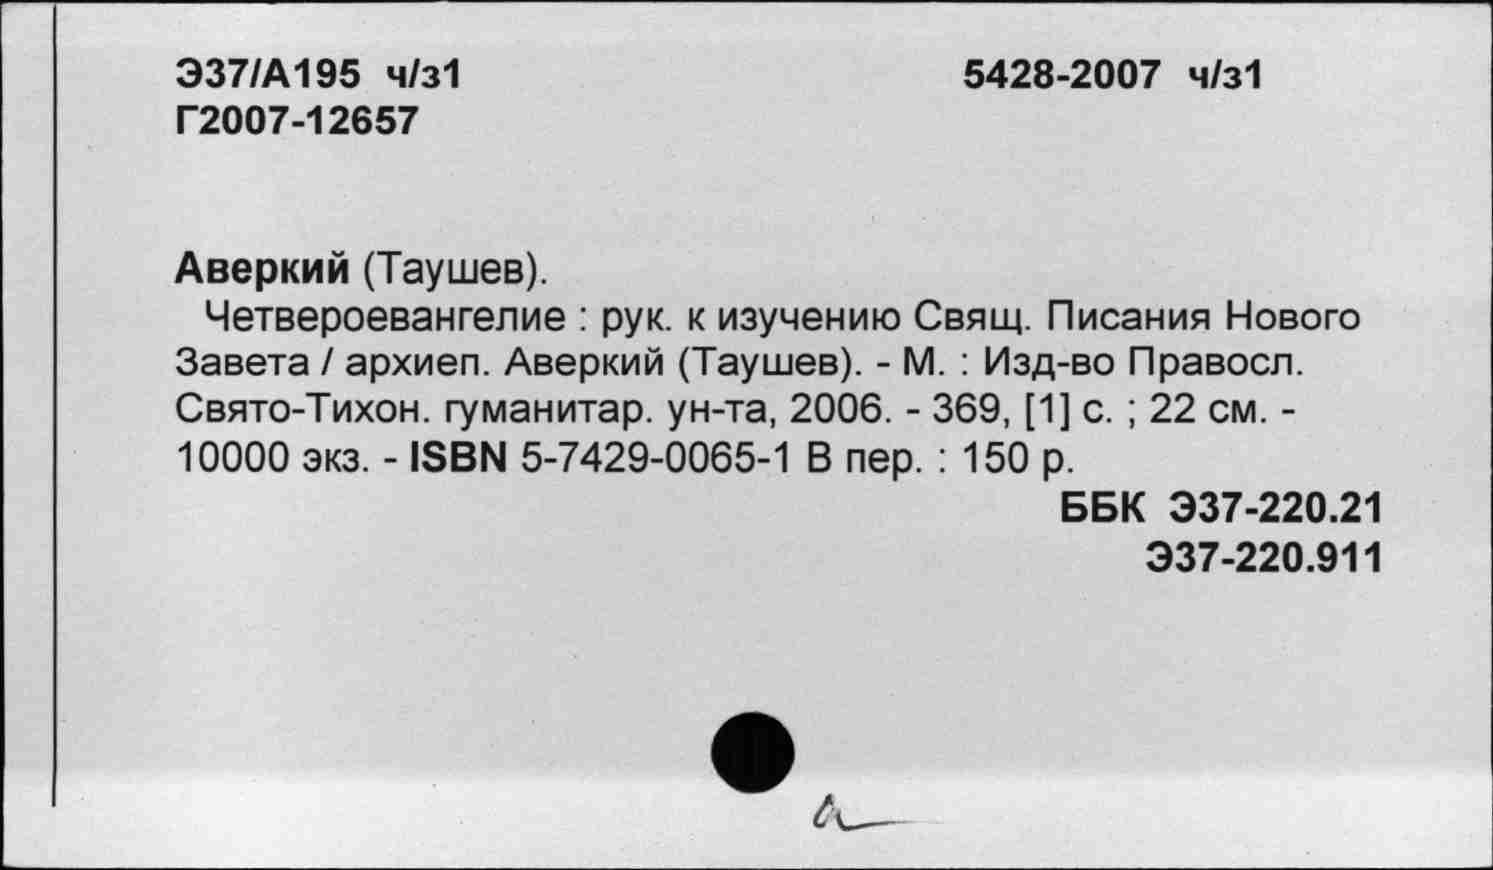 Э37/А195 ч/з1 5428-2007 ч/з1
Г2007-12657
Аверкий (Таушев).
Четвероевангелие : рук. к изучению Свящ. Писания Нового
Завета / архиеп. Аверкий (Таушев). - М. : Изд-во Правосл.
Свято-Тихон. гуманитар. ун-та, 2006. - 369, [1] с. ; 22 см. -
10000 экз. - ISBN 5-7429-0065-1 В пер. : 150 р.
ББК Э37-220.21
Э37-220.911